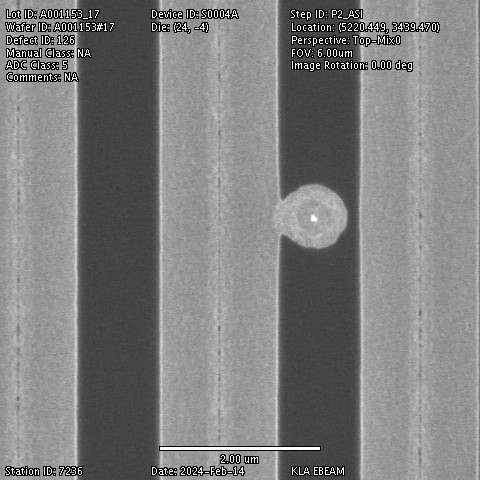 Lot ID: A001153_17
Wafer ID: A001153#17
Defect ID: 126
Manual Class: NA
ADC Class: 5
Comments: NA
Device ID: S0004A
Die: (24, -4)
Step ID: P2_ASI
Location: (5220.449, 3439.470)
Perspective: Top-Mix0
FOV: 6.00um
Image Rotation: 0.00 deg
2.00 um
Station ID: 7236
Date: 2024-Feb-14
KLA EBEAM